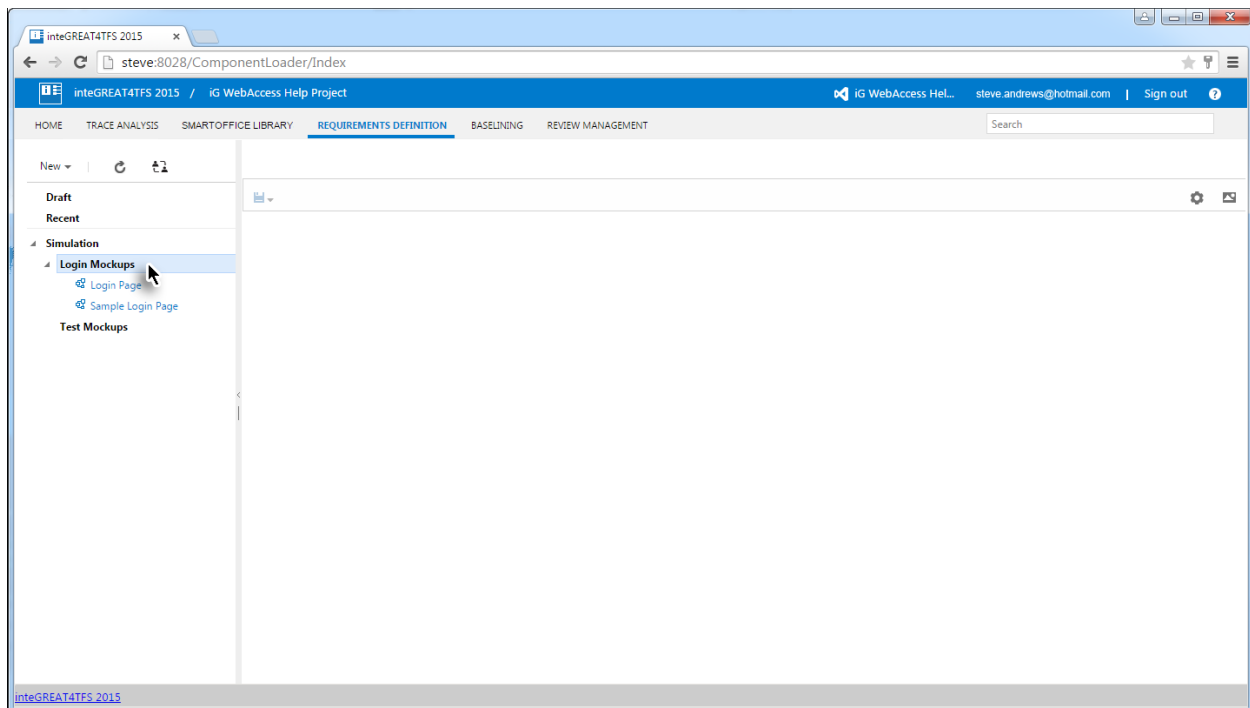 inteGREAT4TFS 2015
steve:8028/ComponentLoader/Index
inteGREAT4TFS 2015 / iG WebAccess Help Project iG WebAccess Hel... steve.andrews@hotmail.com | Sign out ?
HOME TRACE ANALYSIS SMARTOFFICE LIBRARY REQUIREMENTS DEFINITION BASELINING REVIEW MANAGEMENT Search
New
Draft
Recent
Simulation
Login Mockups
Login Page
Sample Login Page
Test Mockups
inteGREAT4TFS 2015